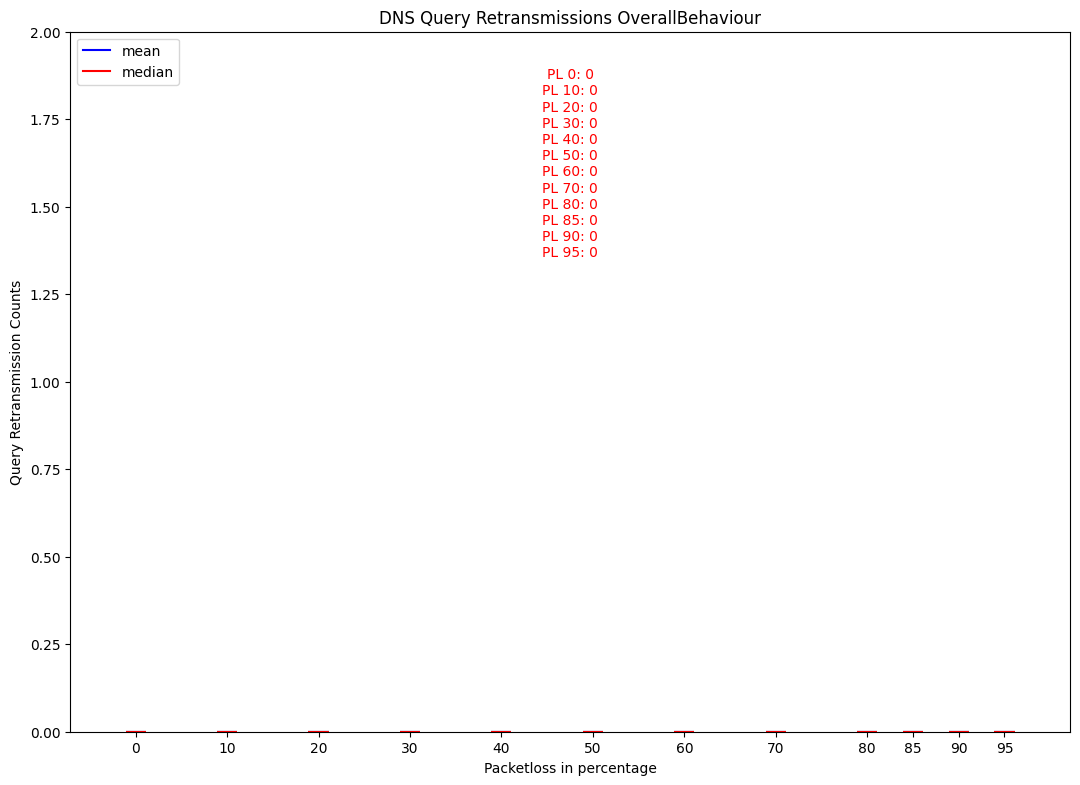 DNS Query Retransmissions OverallBehaviour
mean
median
PL 0: 0
PL 10: 0
PL 20: 0
PL 30: 0
PL 40: 0
PL 50: 0
PL 60: 0
PL 70: 0
PL 80: 0
PL 85: 0
PL 90: 0
PL 95: 0
Query Retransmission Counts
2.00
1.75
1.50
1.25
1.00
0.75
0.50
0.25
0.00
0 10 20 30 40 50 60 70 80 85 90 95
Packetloss in percentage